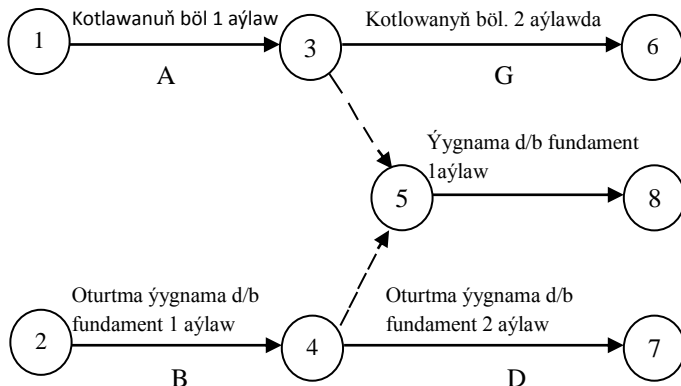 Kotlawanuň böl 1 aýlaw
Kotlowanyň böl. 2 aýlawda
1
3
6
A
G
Ýygnama d/b fundament
1aýlaw
5
8
Oturtma ýygnama d/b
fundament 1 aýlaw
Oturtma ýygnama d/b
fundament 2 aýlaw
2
4
7
B
D